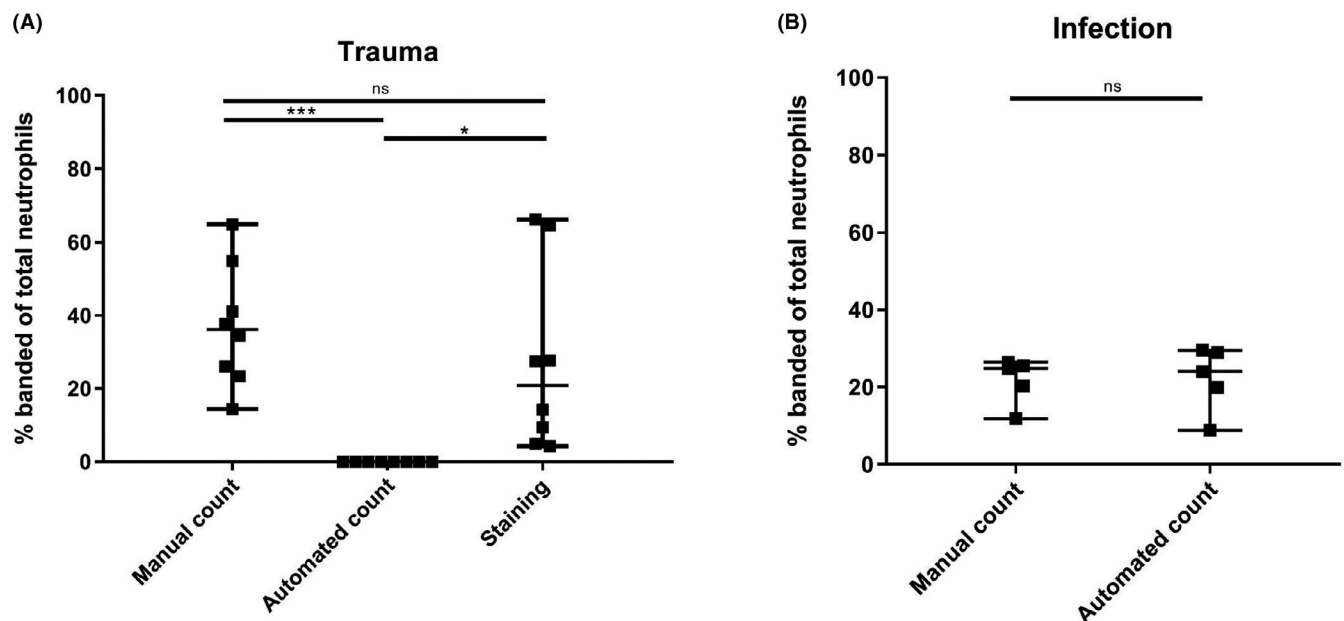 (A)
Trauma
% banded of total neutrophils
100
80
60
40
20
0
ns
***
*
Manual count
Automated count
Staining
(B)
Infection
% banded of total neutrophils
100
80
60
40
20
0
ns
Manual count
Automated count